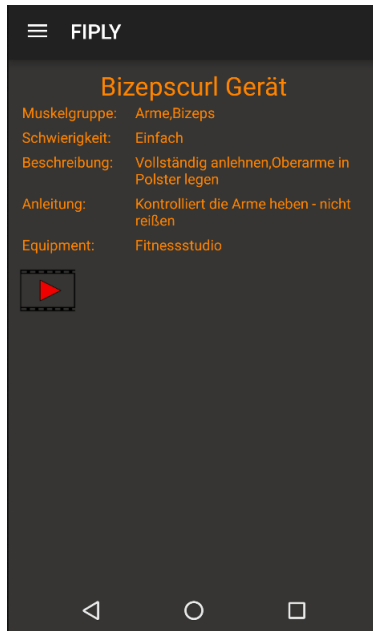 FIPLY
Bizepscurl Gerät
Muskelgruppe: Arme,Bizeps
Schwierigkeit: Einfach
Beschreibung: Vollständig anlehnen,Oberarme in
Polster legen
Anleitung: Kontrolliert die Arme heben - nicht
reißen
Equipment: Fitnessstudio